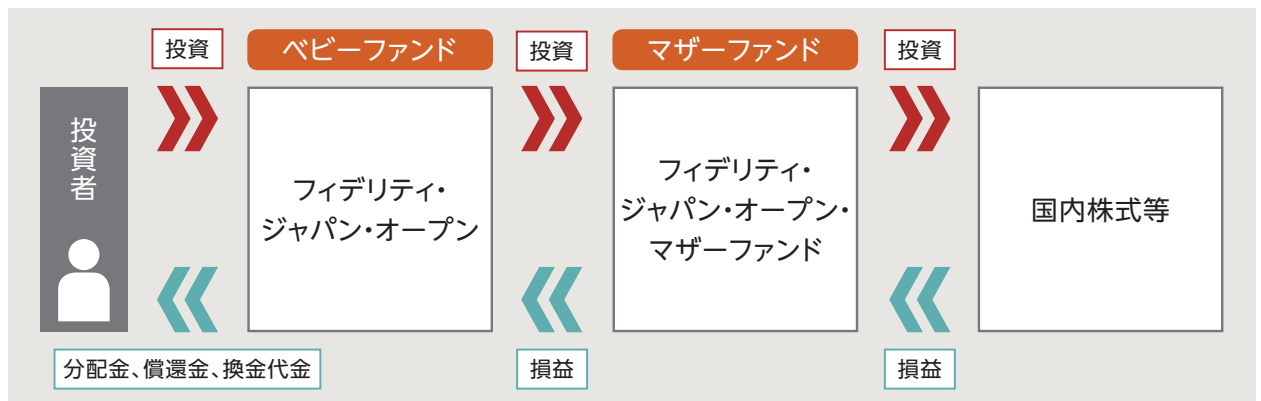 投資
ベビーファンド
投資
マザーファンド
投資
投資者
フィデリティ・
ジャパン・オープン
フィデリティ・
ジャパン・オープン・
マザーファンド
国内株式等
分配金、償還金、換金代金
損益
損益